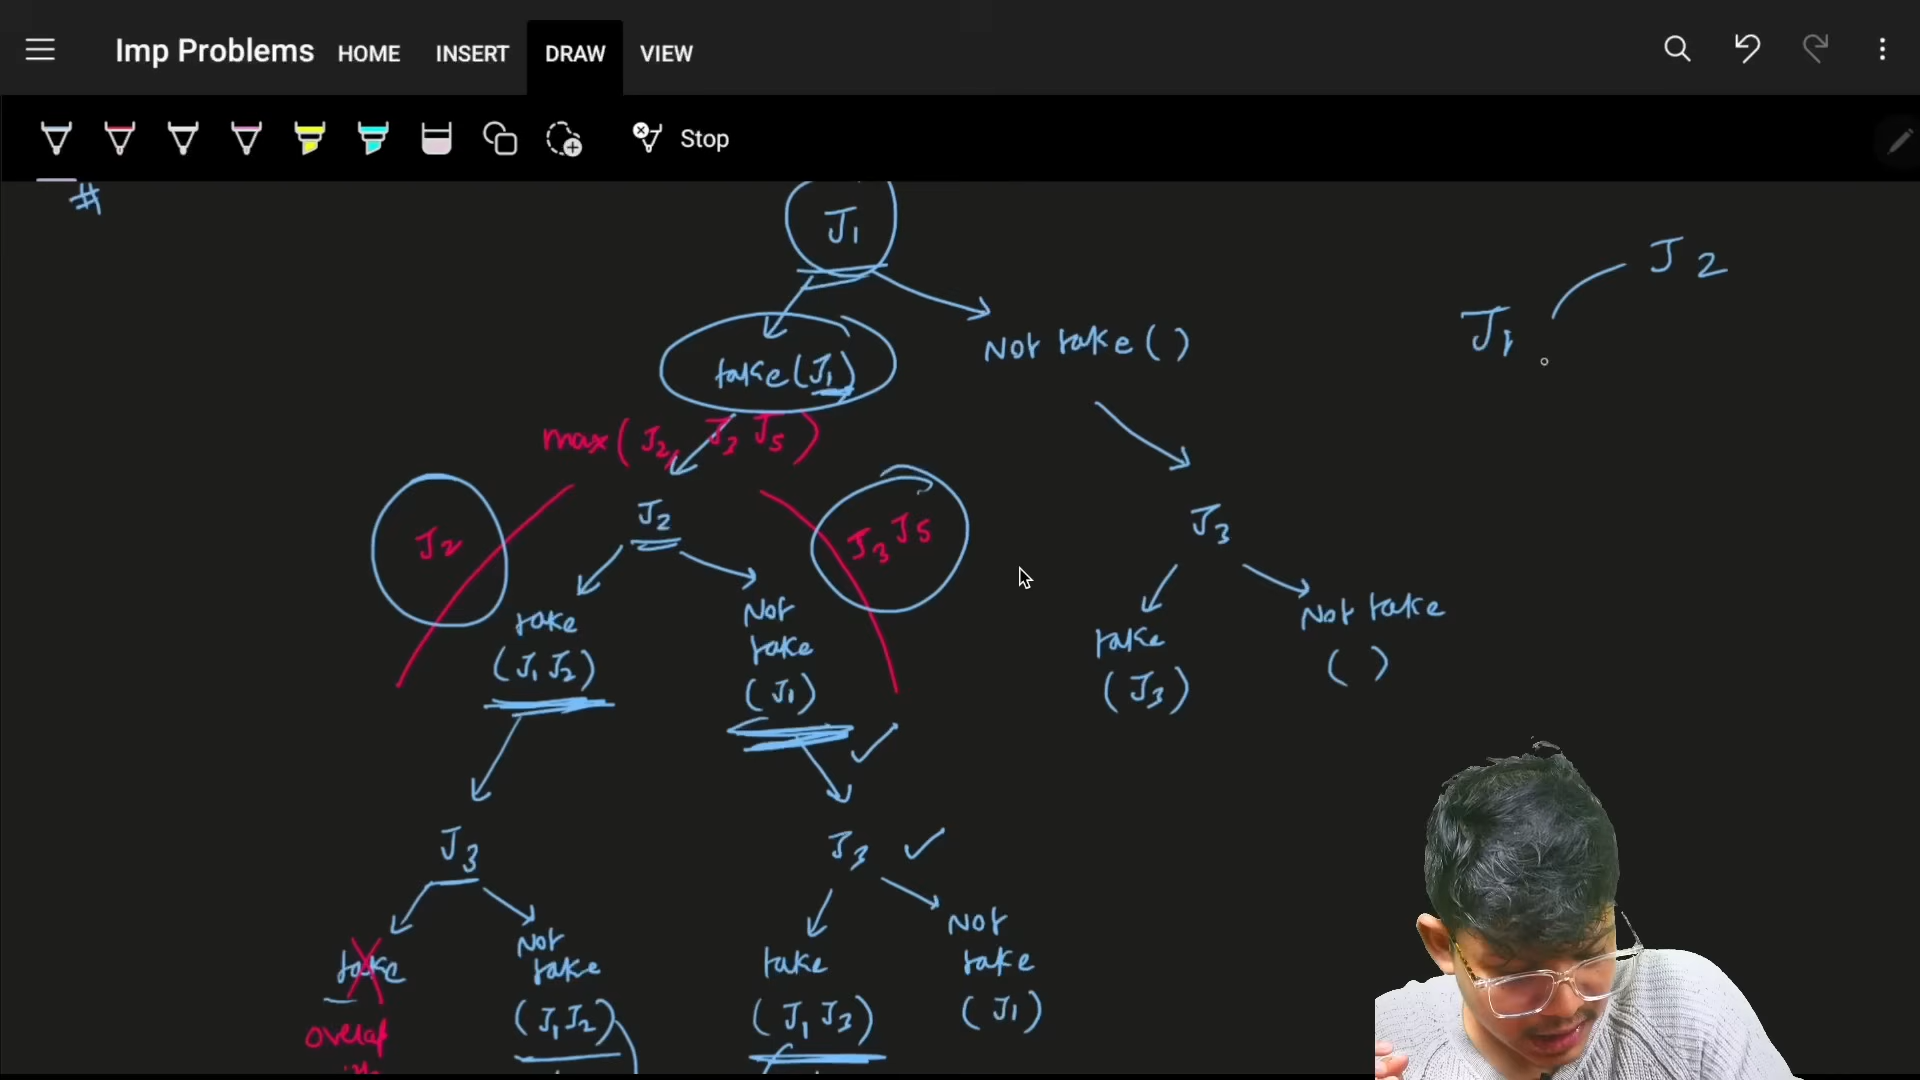 Imp Problems HOME INSERT DRAW VIEW
Stop
#
J1
J2
J1
take (J1)
Not take ( )
max ( J2, J3 J5 )
J2
J2
J3 J5
J3
take
(J1 J2)
Not
take
(J1)
take
(J3)
Not take
( )
J3
J3
take
overlap
Not
take
(J1 J2)
take
(J1 J3)
Not
take
(J1)